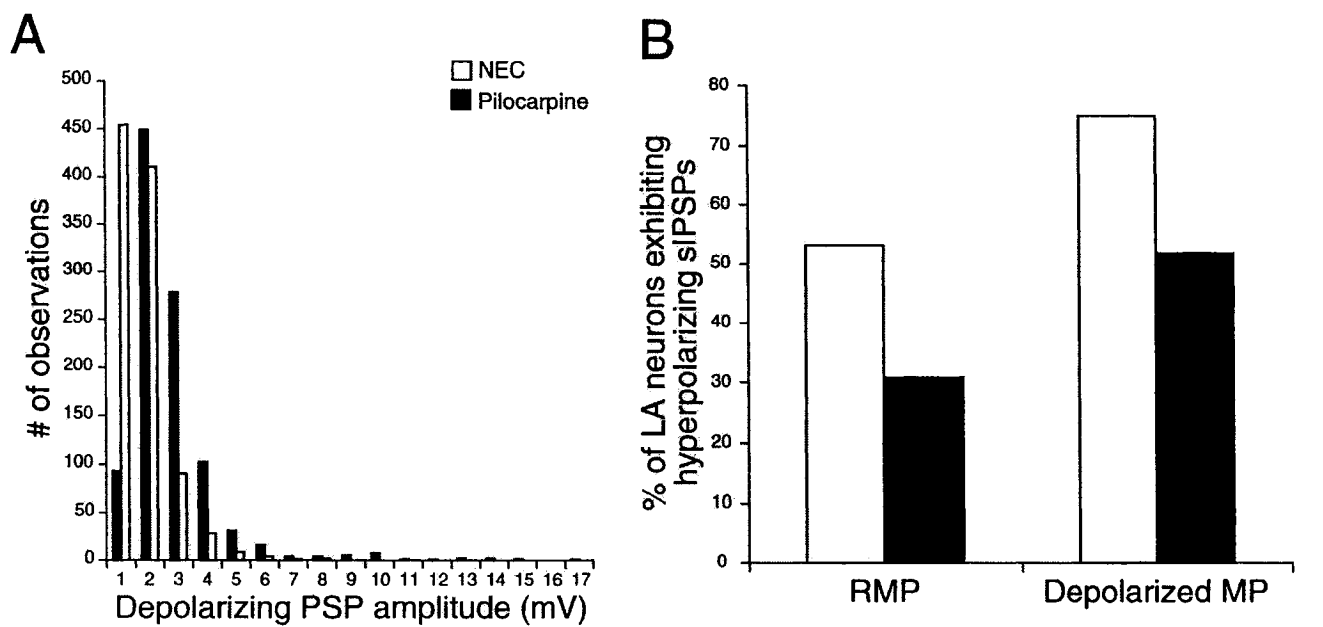 A
500
450
400
350
300
250
200
150
100
50
0
# of observations
NEC
Pilocarpine
1 2 3 4 5 6 7 8 9 10 11 12 13 14 15 16 17
Depolarizing PSP amplitude (mV)
B
80
70
60
50
40
30
20
10
0
% of LA neurons exhibiting
hyperpolarizing sIPSPs
RMP Depolarized MP